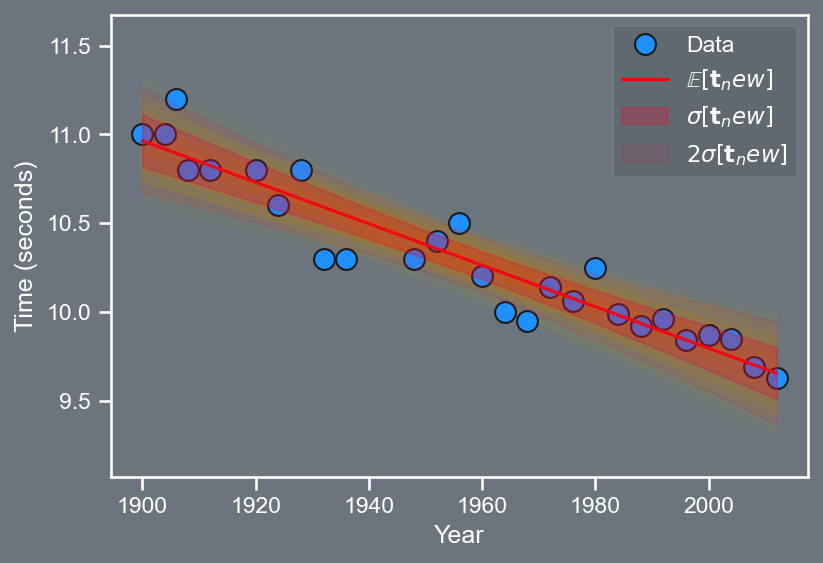 11.5
11.0
10.5
10.0
9.5
Time (seconds)
1900 1920 1940 1960 1980 2000
Year
Data
𝔼[𝐭ₙew]
σ[𝐭ₙew]
2σ[𝐭ₙew]